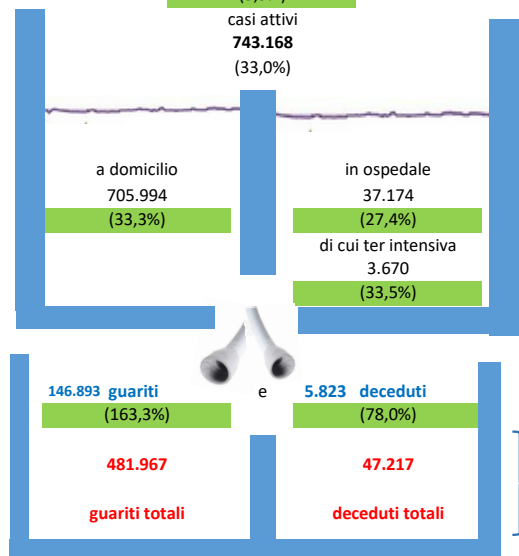 casi attivi
743.168
(33,0%)
a domicilio
705.994
(33,3%)
in ospedale
37.174
(27,4%)
di cui ter intensiva
3.670
(33,5%)
146.893 guariti
(163,3%)
e
5.823 deceduti
(78,0%)
481.967
guariti totali
47.217
deceduti totali